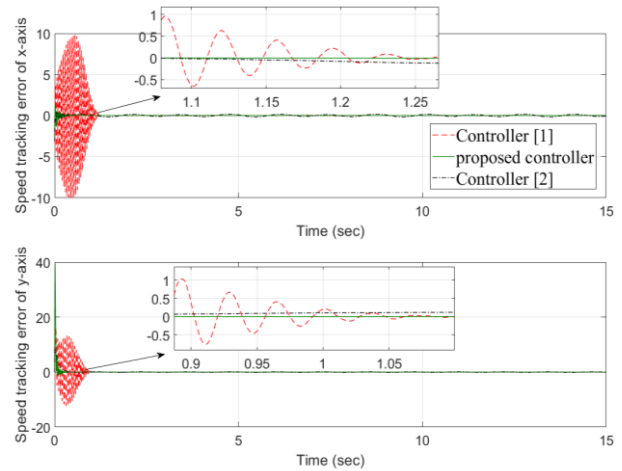 Speed tracking error of x-axis
10
5
0
-5
-10
1
0.5
0
-0.5
1.1 1.15 1.2 1.25
Controller [1]
proposed controller
Controller [2]
0 5 10 15
Time (sec)
Speed tracking error of y-axis
40
20
0
-20
1
0.5
0
-0.5
0.9 0.95 1 1.05
0 5 10 15
Time (sec)